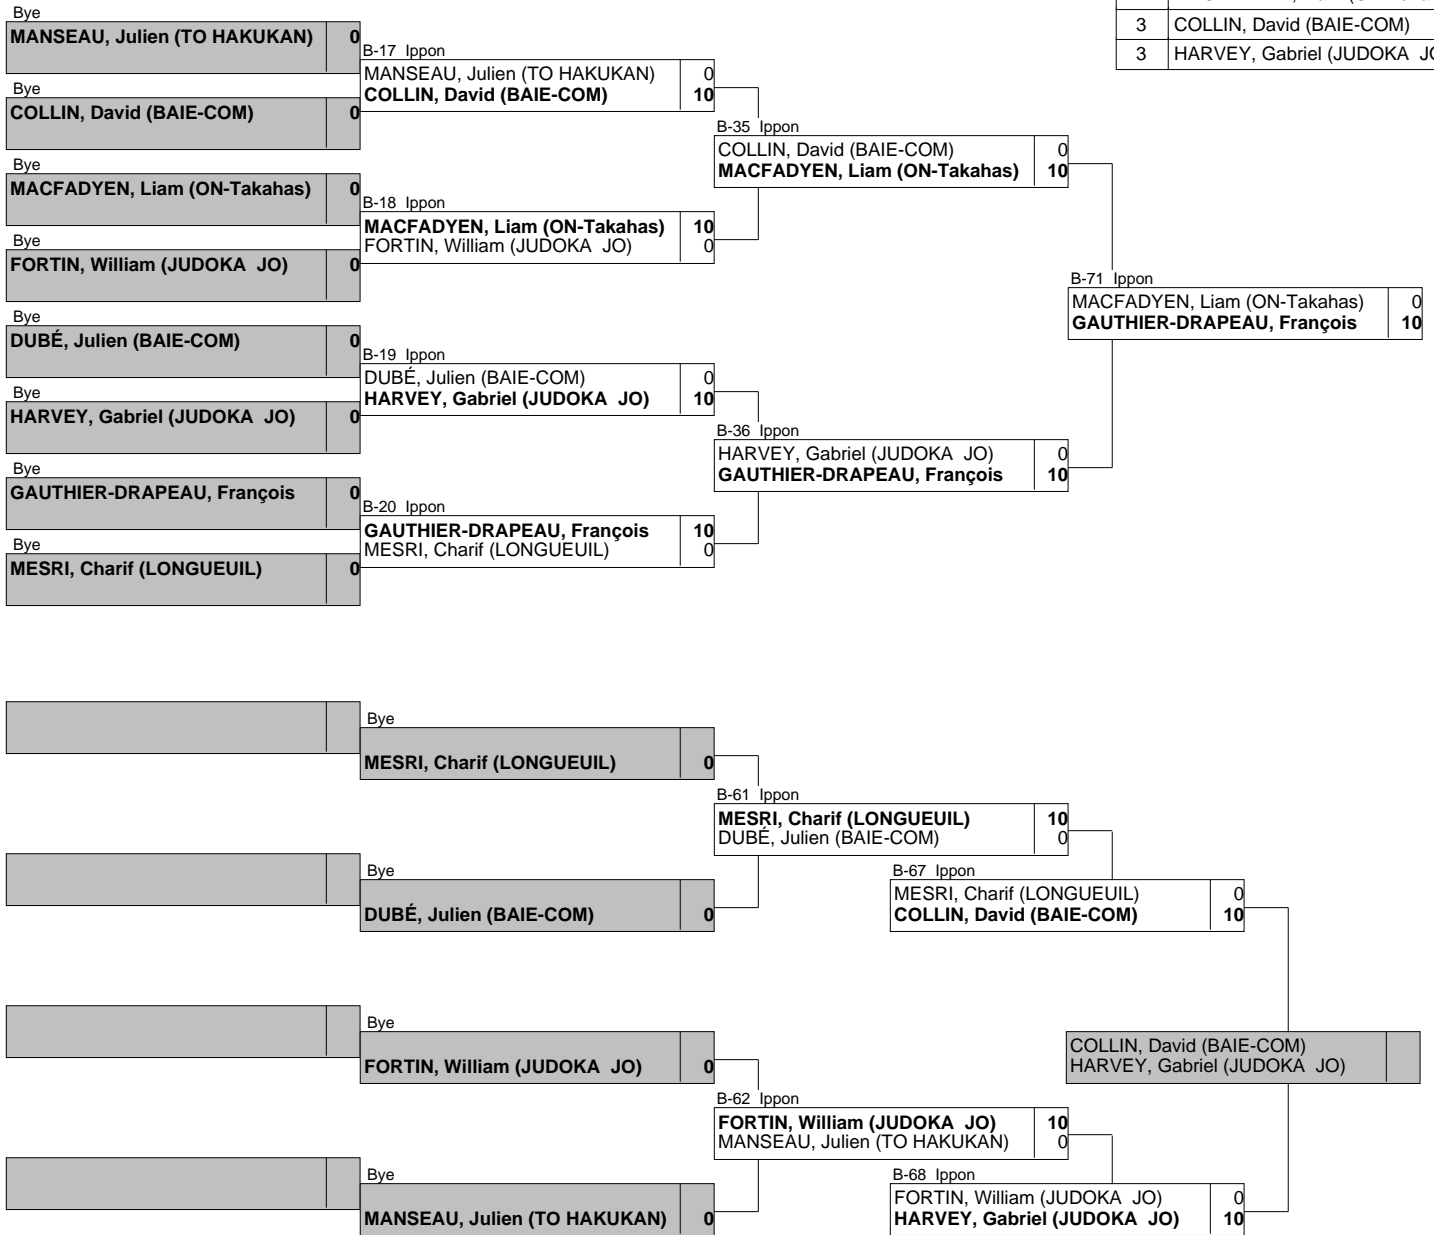 3 COLLIN, David (BAIE-COM)
3 HARVEY, Gabriel (JUDOKA JO
Bye
MANSEAU, Julien (TO HAKUKAN) 0
Bye
COLLIN, David (BAIE-COM) 0
Bye
MACFADYEN, Liam (ON-Takahas) 0
Bye
FORTIN, William (JUDOKA JO) 0
Bye
DUBÉ, Julien (BAIE-COM) 0
Bye
HARVEY, Gabriel (JUDOKA JO) 0
Bye
GAUTHIER-DRAPEAU, François 0
Bye
MESRI, Charif (LONGUEUIL) 0
B-17 Ippon
MANSEAU, Julien (TO HAKUKAN) 0
COLLIN, David (BAIE-COM) 10
B-18 Ippon
MACFADYEN, Liam (ON-Takahas) 10
FORTIN, William (JUDOKA JO) 0
B-19 Ippon
DUBÉ, Julien (BAIE-COM) 0
HARVEY, Gabriel (JUDOKA JO) 10
B-20 Ippon
GAUTHIER-DRAPEAU, François 10
MESRI, Charif (LONGUEUIL) 0
B-35 Ippon
COLLIN, David (BAIE-COM) 0
MACFADYEN, Liam (ON-Takahas) 10
B-36 Ippon
HARVEY, Gabriel (JUDOKA JO) 0
GAUTHIER-DRAPEAU, François 10
B-71 Ippon
MACFADYEN, Liam (ON-Takahas) 0
GAUTHIER-DRAPEAU, François 10
Bye
MESRI, Charif (LONGUEUIL) 0
Bye
DUBÉ, Julien (BAIE-COM) 0
Bye
FORTIN, William (JUDOKA JO) 0
Bye
MANSEAU, Julien (TO HAKUKAN) 0
B-61 Ippon
MESRI, Charif (LONGUEUIL) 10
DUBÉ, Julien (BAIE-COM) 0
B-62 Ippon
FORTIN, William (JUDOKA JO) 10
MANSEAU, Julien (TO HAKUKAN) 0
B-67 Ippon
MESRI, Charif (LONGUEUIL) 0
COLLIN, David (BAIE-COM) 10
B-68 Ippon
FORTIN, William (JUDOKA JO) 0
HARVEY, Gabriel (JUDOKA JO) 10
COLLIN, David (BAIE-COM)
HARVEY, Gabriel (JUDOKA JO)